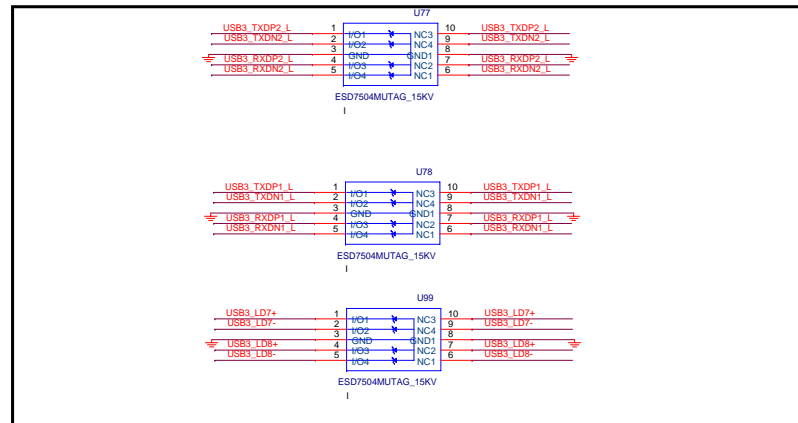 U77
USB3_TXDP2_L 1 I/O1 NC3 10 USB3_TXDP2_L
USB3_TXDN2_L 2 I/O2 NC4 9 USB3_TXDN2_L
3 GND GND1 8
USB3_RXDP2_L 4 I/O3 NC2 7 USB3_RXDP2_L
USB3_RXDN2_L 5 I/O4 NC1 6 USB3_RXDN2_L
ESD7504MUTAG_15KV
I
U78
USB3_TXDP1_L 1 I/O1 NC3 10 USB3_TXDP1_L
USB3_TXDN1_L 2 I/O2 NC4 9 USB3_TXDN1_L
3 GND GND1 8
USB3_RXDP1_L 4 I/O3 NC2 7 USB3_RXDP1_L
USB3_RXDN1_L 5 I/O4 NC1 6 USB3_RXDN1_L
ESD7504MUTAG_15KV
I
U99
USB3_LD7+ 1 I/O1 NC3 10 USB3_LD7+
USB3_LD7- 2 I/O2 NC4 9 USB3_LD7-
3 GND GND1 8
USB3_LD8+ 4 I/O3 NC2 7 USB3_LD8+
USB3_LD8- 5 I/O4 NC1 6 USB3_LD8-
ESD7504MUTAG_15KV
I